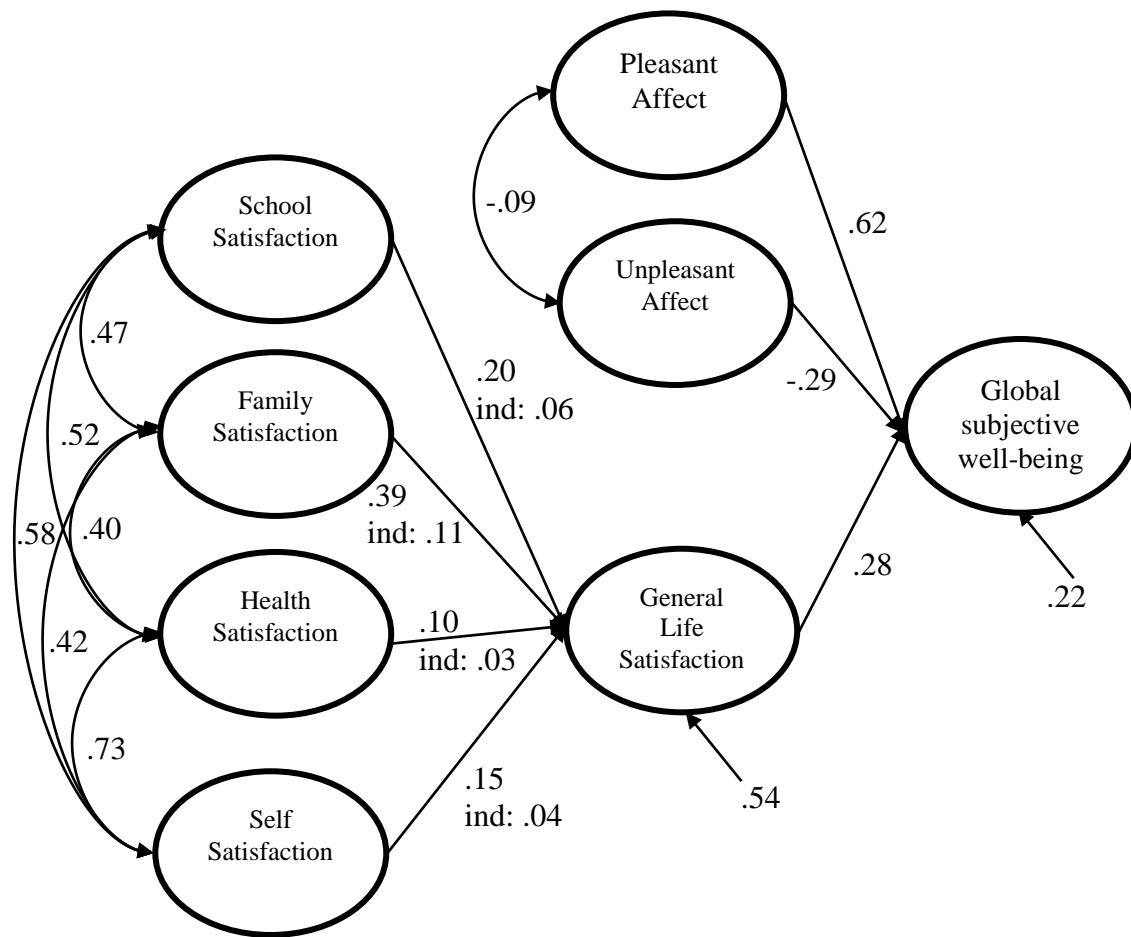 Pleasant
Affect
-.09
.62
School
Satisfaction
Unpleasant
Affect
.47
.20
ind: .06
-.29
Global
subjective
well-being
Family
Satisfaction
.52
.39
ind: .11
.58
.40
.28
.22
Health
Satisfaction
.10
ind: .03
General
Life
Satisfaction
.42
.73
.15
ind: .04
.54
Self
Satisfaction